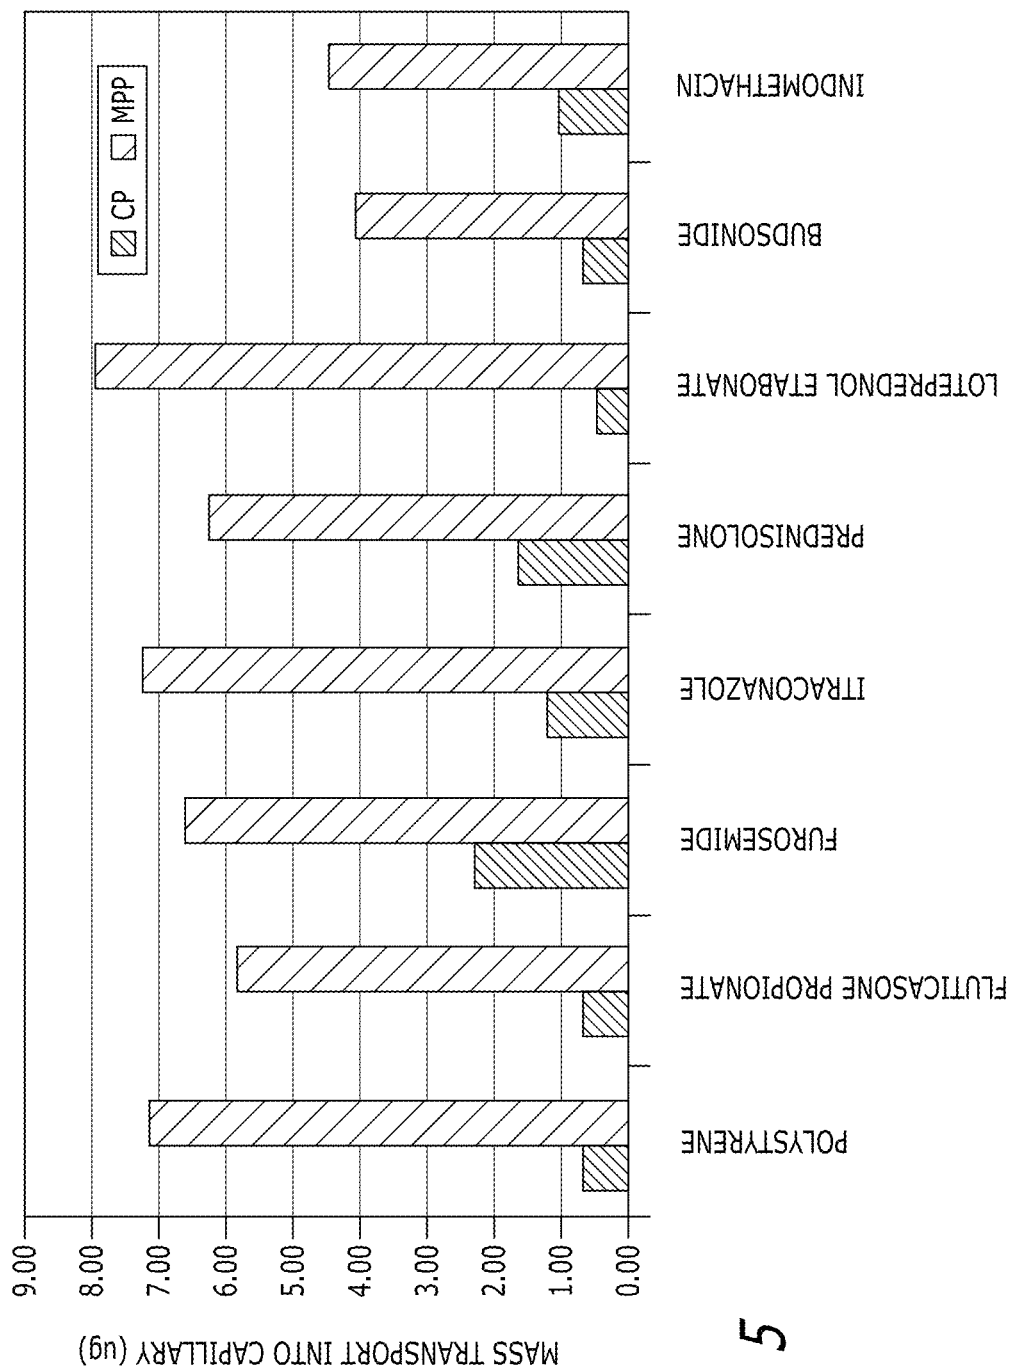 CP MPP
MASS TRANSPORT INTO CAPILLARY (ug)
9.00
8.00
7.00
6.00
5.00
4.00
3.00
2.00
1.00
0.00
POLYSTYRENE
FLUTICASONE PROPIONATE
FUROSEMIDE
ITRACONAZOLE
PREDNISOLONE
LOTEPREDNOL ETABONATE
BUDSONIDE
INDOMETHACIN
5